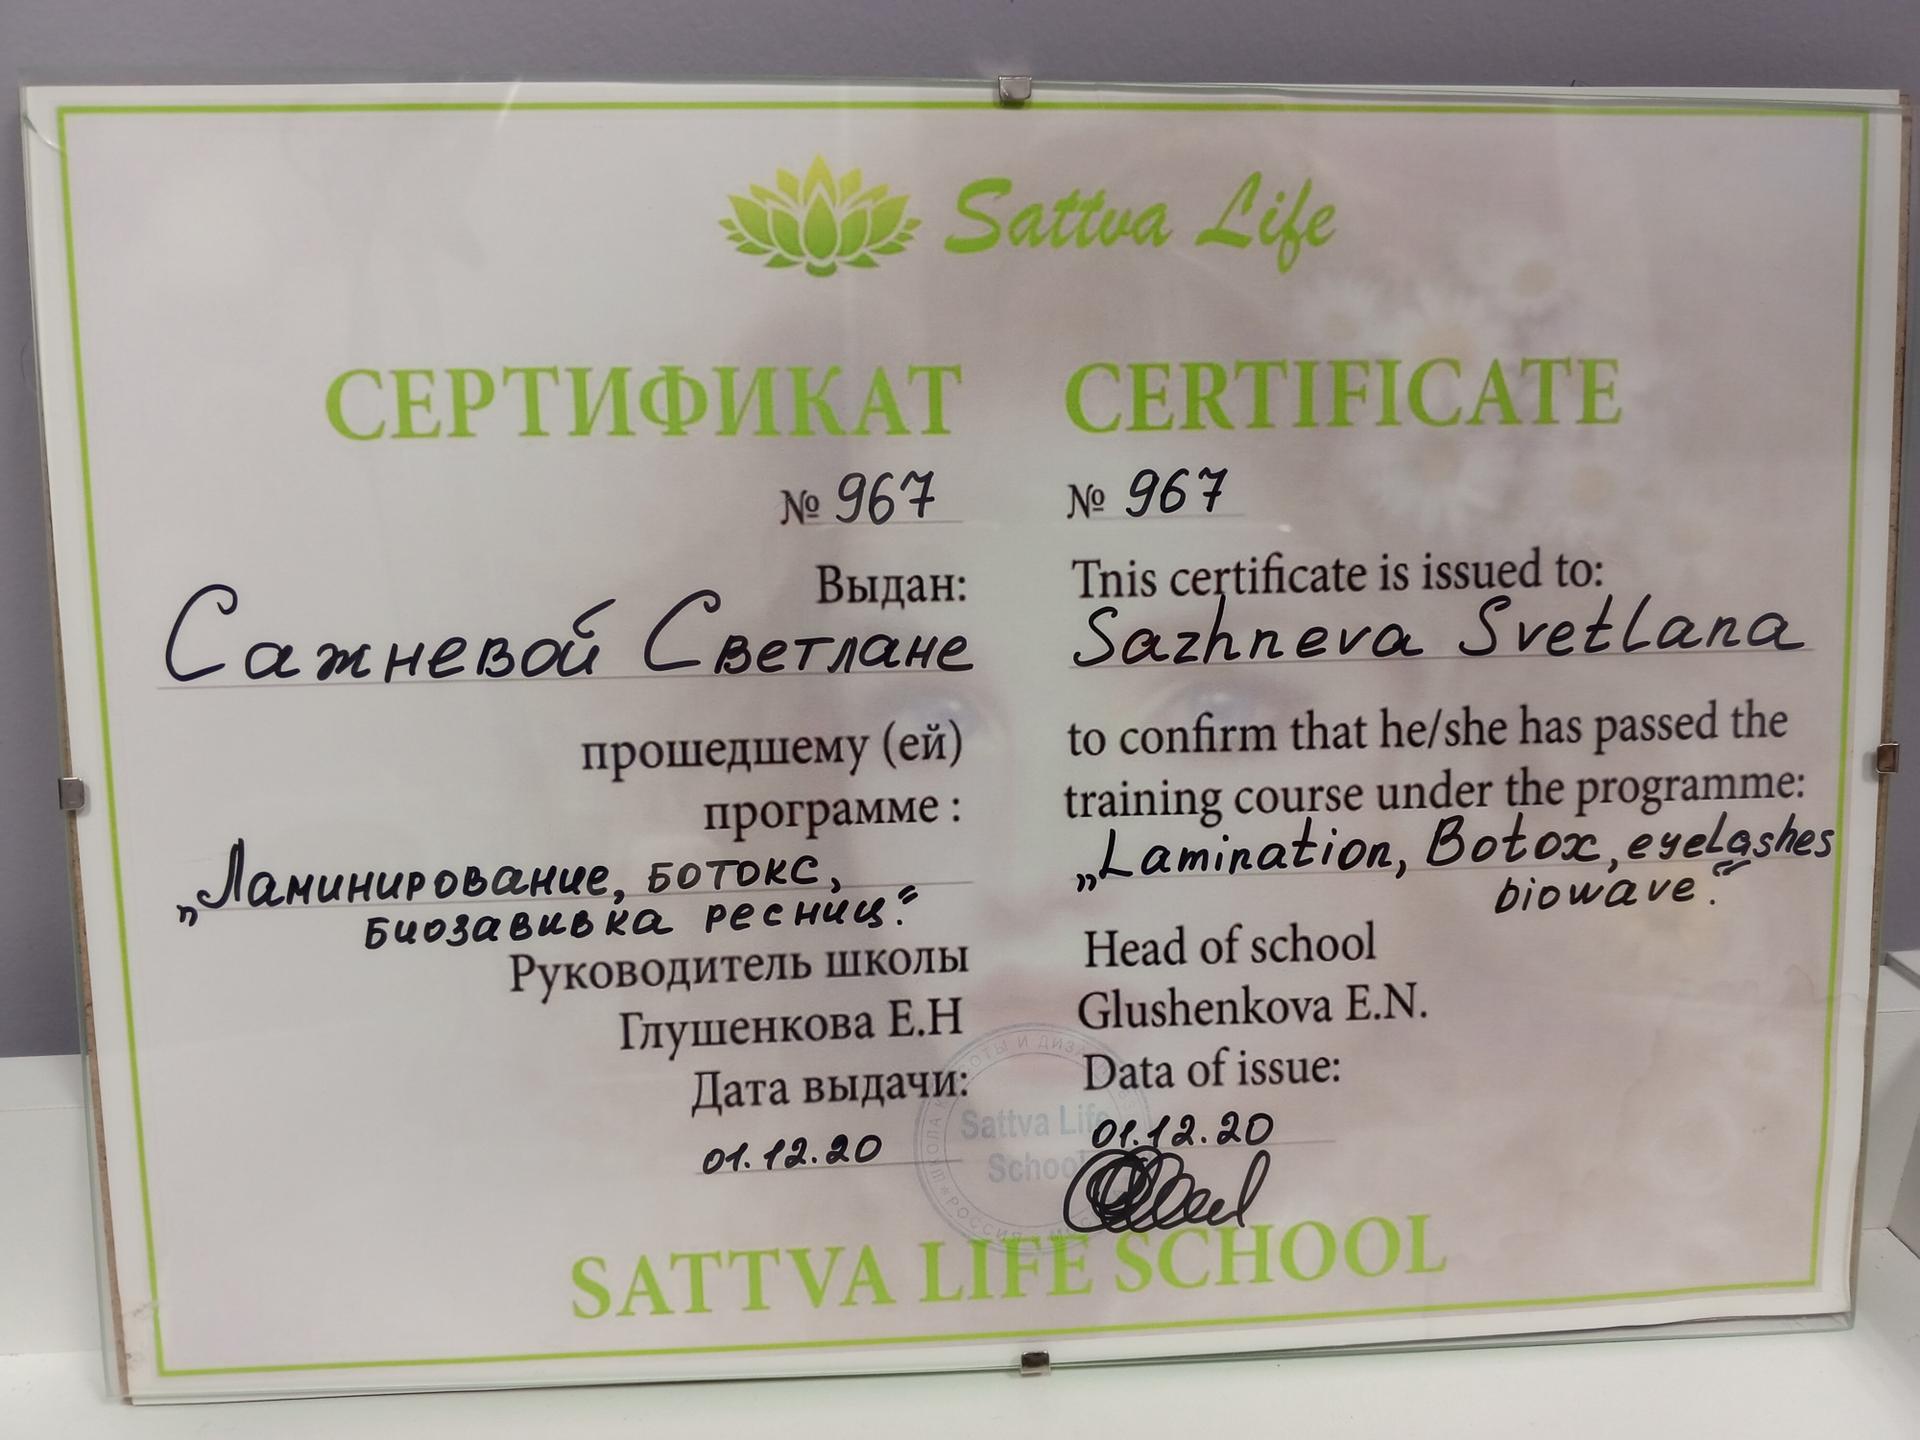 Sattva Life
СЕРТИФИКАТ
№ 967
Выдан:
Сажневой Светлане
прошедшему (ей)
программе :
„Ламинирование, ботокс,
биозавивка ресниц."
Руководитель школы
Глушенкова Е.Н
Дата выдачи:
01.12.20
CERTIFICATE
№ 967
Tnis certificate is issued to:
Sazhneva Svetlana
to confirm that he/she has passed the
training course under the programme:
„Lamination, Botox, eyelashes
biowave."
Head of school
Glushenkova E.N.
Data of issue:
01.12.20
Sattva Life
School
SATTVA LIFE SCHOOL